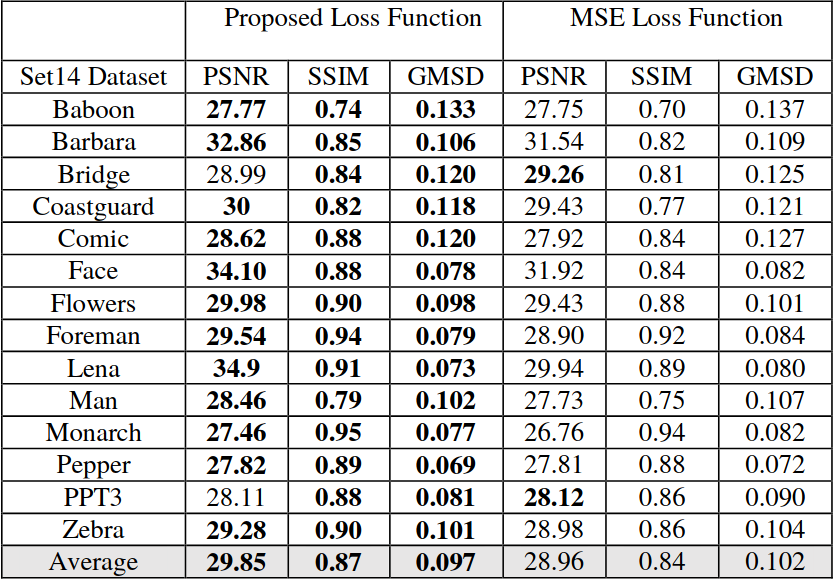 Proposed Loss Function MSE Loss Function
Set14 Dataset PSNR SSIM GMSD PSNR SSIM GMSD
Baboon 27.77 0.74 0.133 27.75 0.70 0.137
Barbara 32.86 0.85 0.106 31.54 0.82 0.109
Bridge 28.99 0.84 0.120 29.26 0.81 0.125
Coastguard 30 0.82 0.118 29.43 0.77 0.121
Comic 28.62 0.88 0.120 27.92 0.84 0.127
Face 34.10 0.88 0.078 31.92 0.84 0.082
Flowers 29.98 0.90 0.098 29.43 0.88 0.101
Foreman 29.54 0.94 0.079 28.90 0.92 0.084
Lena 34.9 0.91 0.073 29.94 0.89 0.080
Man 28.46 0.79 0.102 27.73 0.75 0.107
Monarch 27.46 0.95 0.077 26.76 0.94 0.082
Pepper 27.82 0.89 0.069 27.81 0.88 0.072
PPT3 28.11 0.88 0.081 28.12 0.86 0.090
Zebra 29.28 0.90 0.101 28.98 0.86 0.104
Average 29.85 0.87 0.097 28.96 0.84 0.102